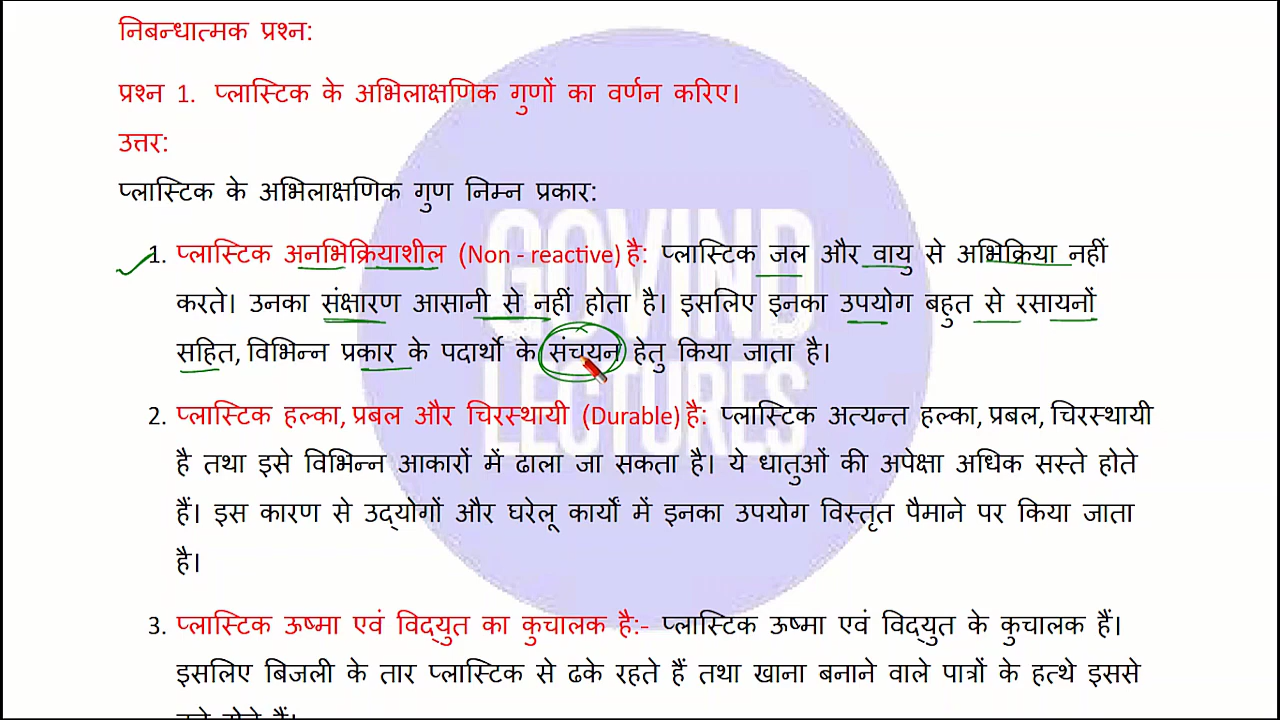 निबन्धात्मक प्रश्न:
प्रश्न 1. प्लास्टिक के अभिलाक्षणिक गुणों का वर्णन करिए।
उत्तर:
प्लास्टिक के अभिलाक्षणिक गुण निम्न प्रकार:
1. प्लास्टिक अनभिक्रियाशील (Non - reactive) है: प्लास्टिक जल और वायु से अभिक्रिया नहीं
करते। उनका संक्षारण आसानी से नहीं होता है। इसलिए इनका उपयोग बहुत से रसायनों
सहित, विभिन्न प्रकार के पदार्थो के संचयन हेतु किया जाता है।
2. प्लास्टिक हल्का, प्रबल और चिरस्थायी (Durable) है: प्लास्टिक अत्यन्त हल्का, प्रबल, चिरस्थायी
है तथा इसे विभिन्न आकारों में ढाला जा सकता है। ये धातुओं की अपेक्षा अधिक सस्ते होते
हैं। इस कारण से उद्योगों और घरेलू कार्यों में इनका उपयोग विस्तृत पैमाने पर किया जाता
है।
3. प्लास्टिक ऊष्मा एवं विद्युत का कुचालक है:- प्लास्टिक ऊष्मा एवं विद्युत के कुचालक हैं।
इसलिए बिजली के तार प्लास्टिक से ढके रहते हैं तथा खाना बनाने वाले पात्रों के हत्थे इससे
GOVIND
LECTURES